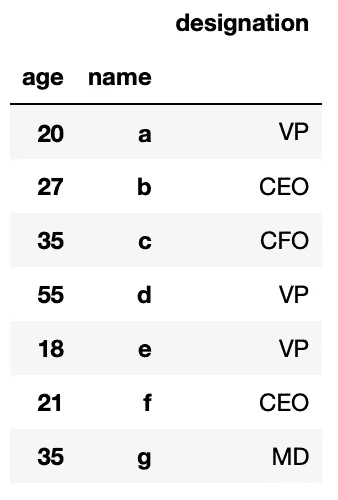 designation
age name
20 a VP
27 b CEO
35 c CFO
55 d VP
18 e VP
21 f CEO
35 g MD